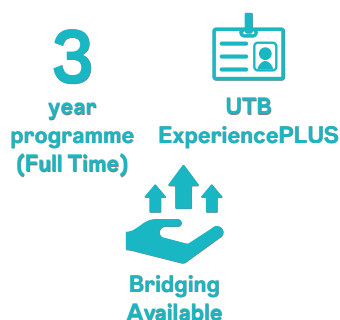 3
year
programme
(Full Time)
UTB
ExperiencePLUS
Bridging
Available